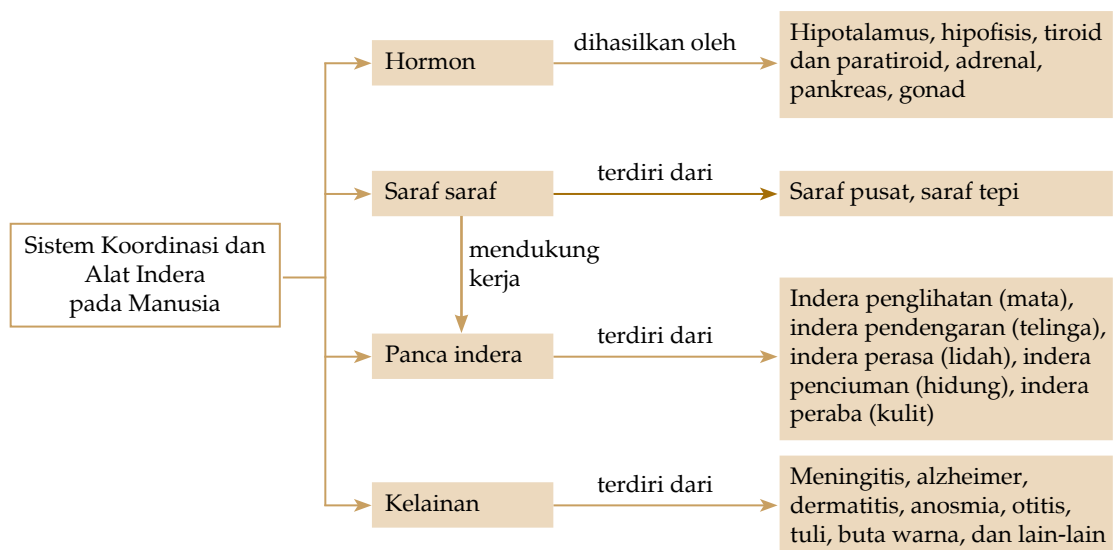 Sistem Koordinasi dan
Alat Indera
pada Manusia
Hormon
dihasilkan oleh
Hipotalamus, hipofisis, tiroid
dan paratiroid, adrenal,
pankreas, gonad
Saraf saraf
terdiri dari
Saraf pusat, saraf tepi
mendukung
kerja
Panca indera
terdiri dari
Indera penglihatan (mata),
indera pendengaran (telinga),
indera perasa (lidah), indera
penciuman (hidung), indera
peraba (kulit)
Kelainan
terdiri dari
Meningitis, alzheimer,
dermatitis, anosmia, otitis,
tuli, buta warna, dan lain-lain